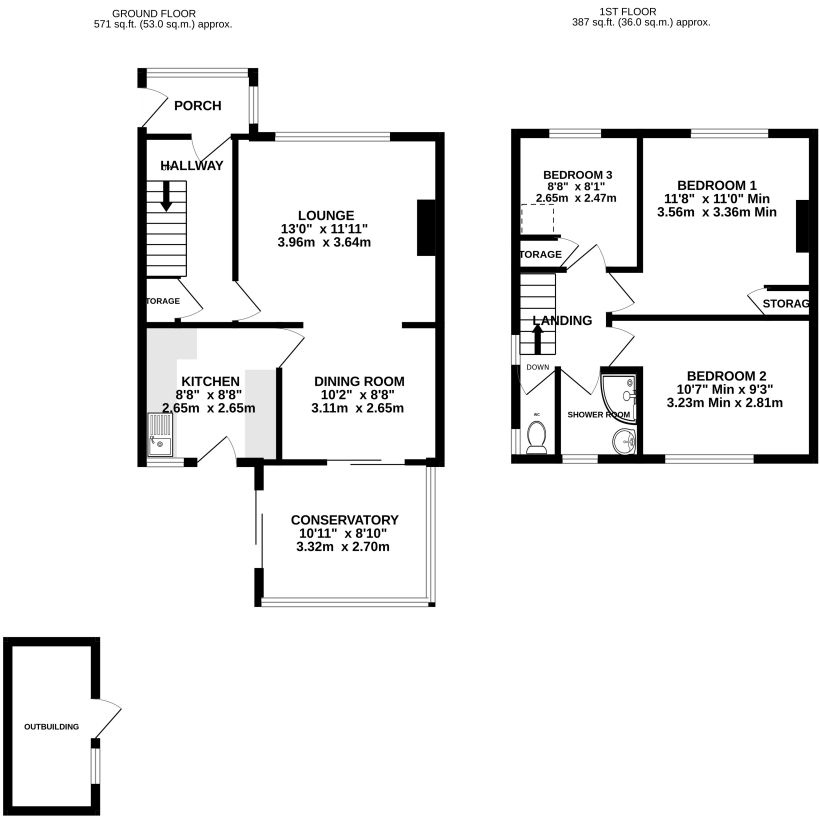 GROUND FLOOR
571 sq.ft. (53.0 sq.m.) approx.
1ST FLOOR
387 sq.ft. (36.0 sq.m.) approx.
PORCH
HALLWAY
LOUNGE
13'0" x 11'11"
3.96m x 3.64m
TORAGE
KITCHEN
8'8" x 8'8"
2.65m x 2.65m
DINING ROOM
10'2" x 8'8"
3.11m x 2.65m
CONSERVATORY
10'11" x 8'10"
3.32m x 2.70m
OUTBUILDING
BEDROOM 3
8'8" x 8'1"
2.65m x 2.47m
BEDROOM 1
11'8" x 11'0" Min
3.56m x 3.36m Min
TORAGE
STORAG
LANDING
DOWN
BEDROOM 2
10'7" Min x 9'3"
3.23m Min x 2.81m
WC
SHOWER ROOM